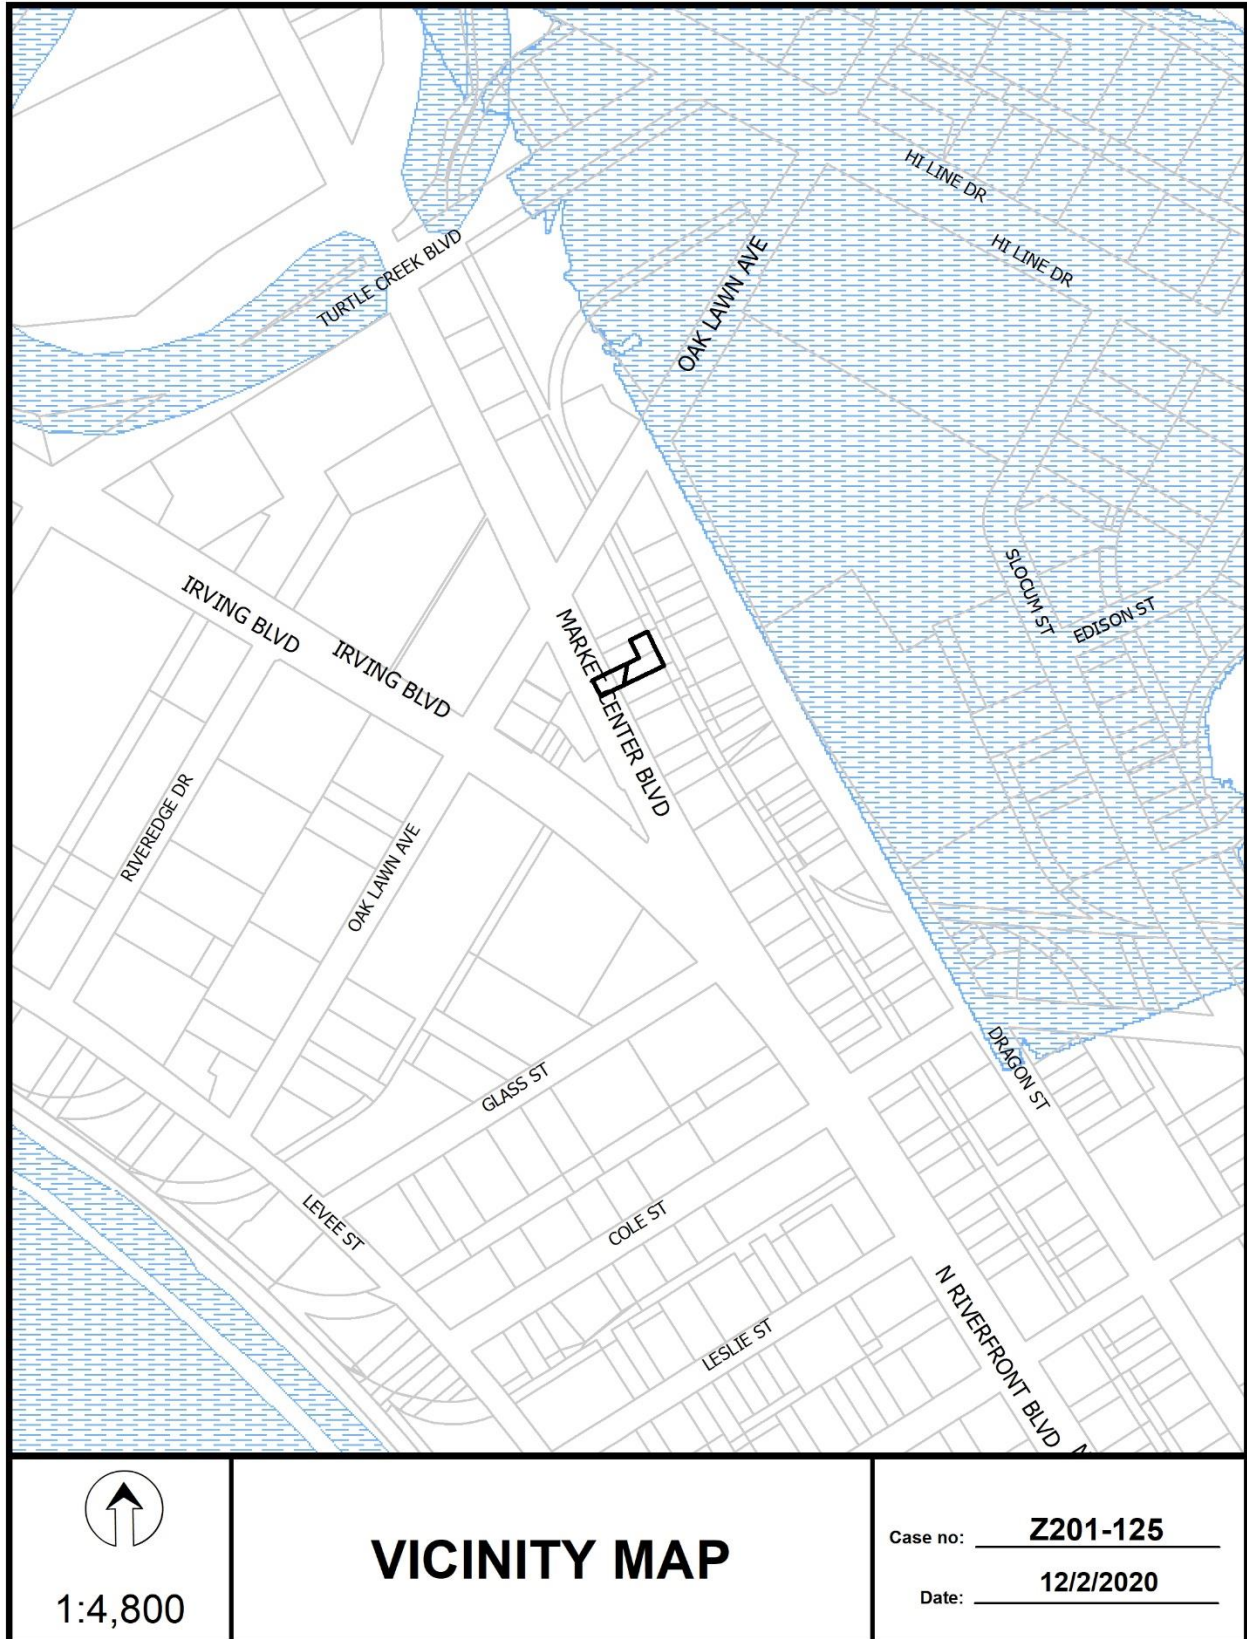 HI LINE DR
HI LINE DR
TURTLE CREEK BLVD
OAK LAWN AVE
SLOCUM ST
EDISON ST
IRVING BLVD
IRVING BLVD
MARKET CENTER BLVD
RIVEREDGE DR
OAK LAWN AVE
DRAGON ST
GLASS ST
LEVEE ST
COLE ST
N RIVERFRONT BLVD
LESLIE ST
1:4,800
VICINITY MAP
Case no: Z201-125
Date: 12/2/2020